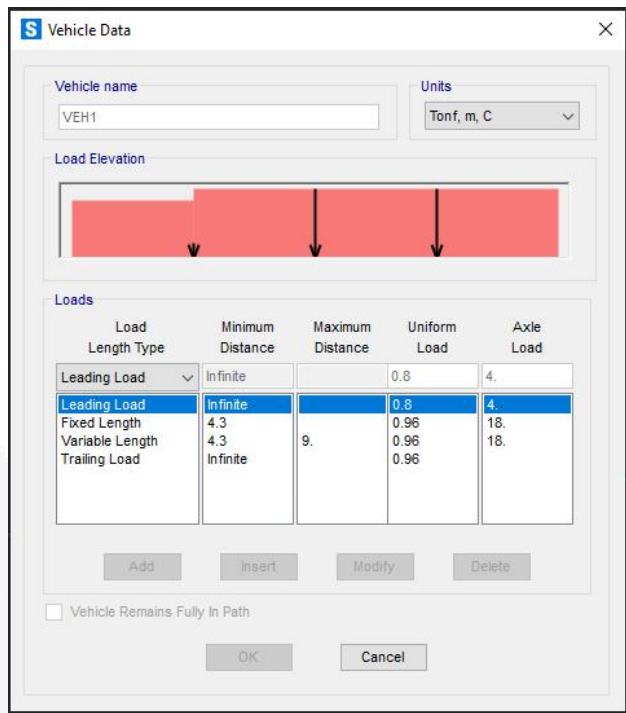 S Vehicle Data
Vehicle name
Units
VEH1
Tonf, m, C
Load Elevation
Loads
Load Length Type Minimum Distance Maximum Distance Uniform Load Axle Load
Leading Load Infinite 0.8 4.
Leading Load Infinite 0.8 4.
Fixed Length 4.3 0.96 18.
Variable Length 4.3 9. 0.96 18.
Trailing Load Infinite 0.96
Add Insert Modify Delete
Vehicle Remains Fully In Path
OK Cancel